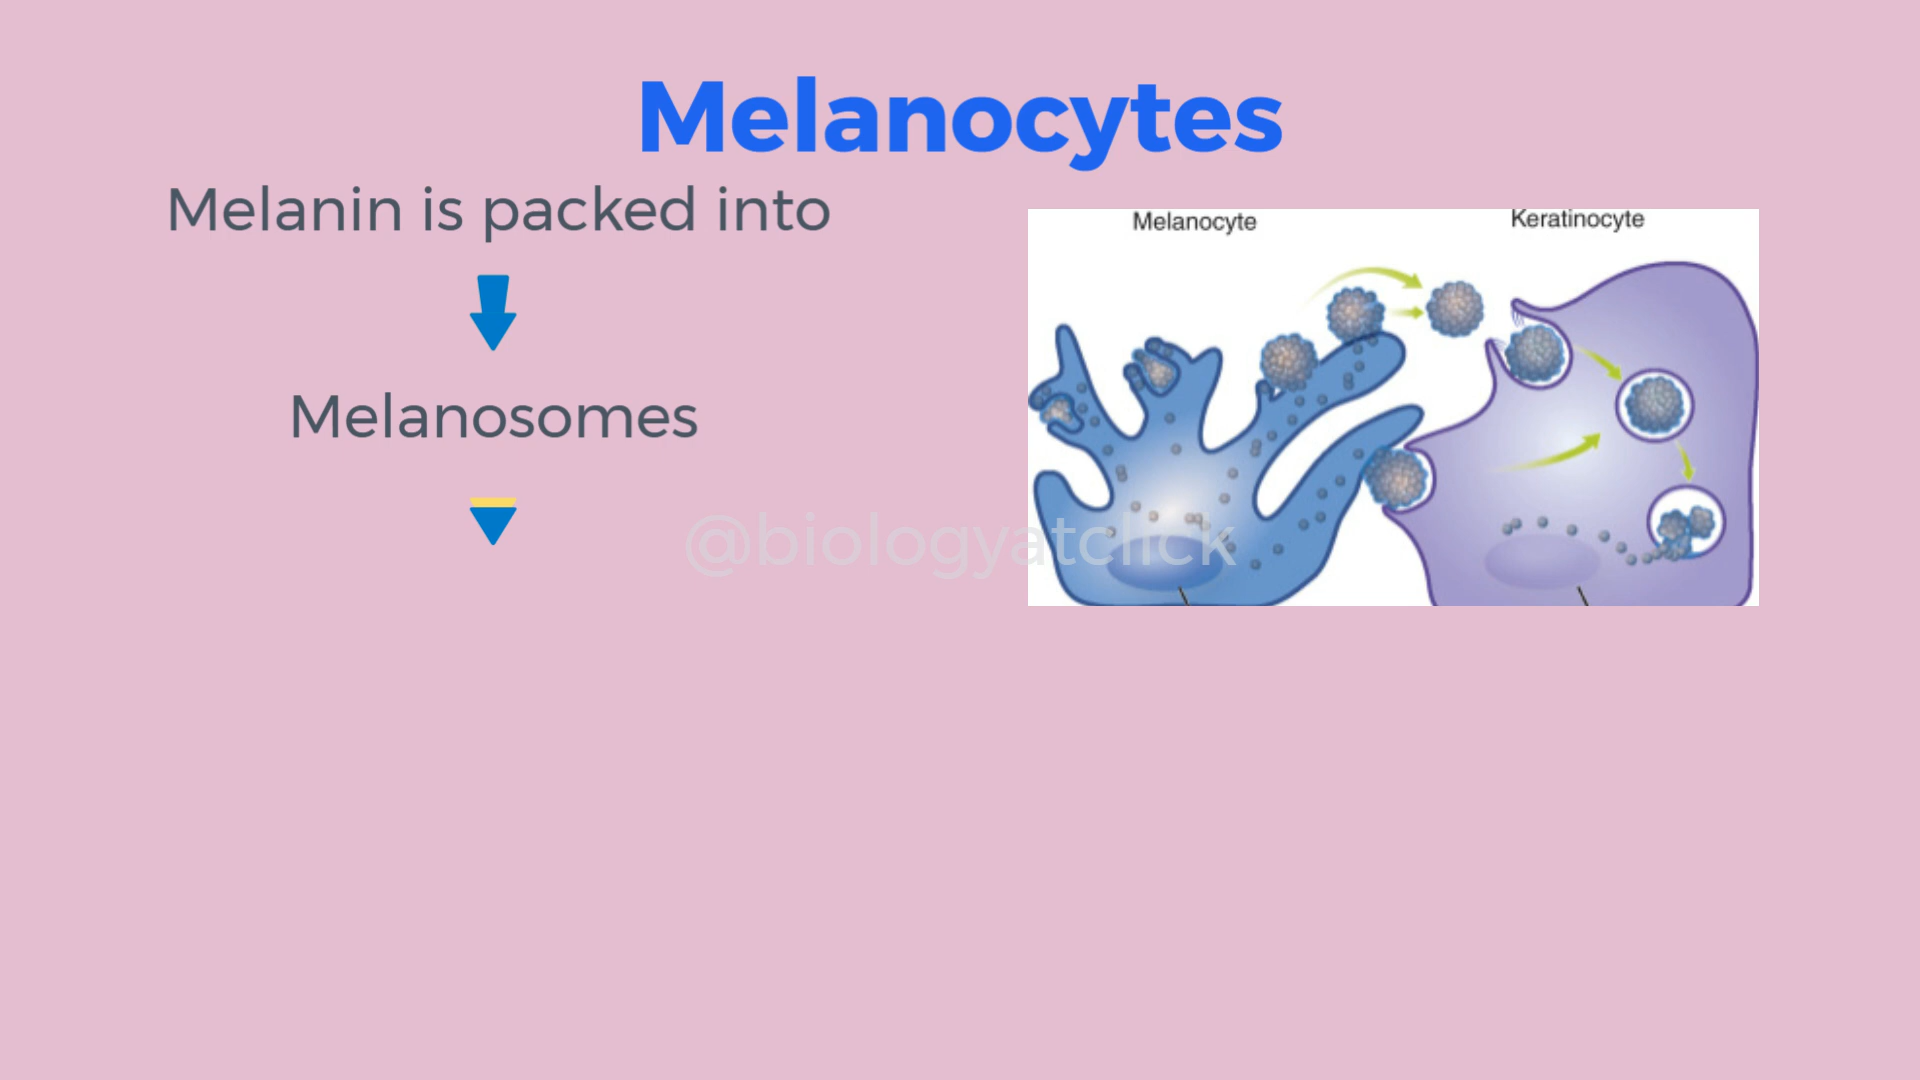 Melanocytes
Melanin is packed into
Melanosomes
Melanocyte
Keratinocyte
@biologyatclick